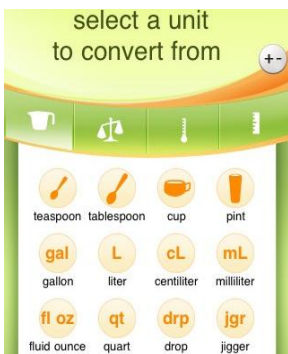 select a unit
to convert from
+-
teaspoon tablespoon cup pint
gal L cL mL
gallon liter centiliter milliliter
fl oz qt drp jgr
fluid ounce quart drop jigger